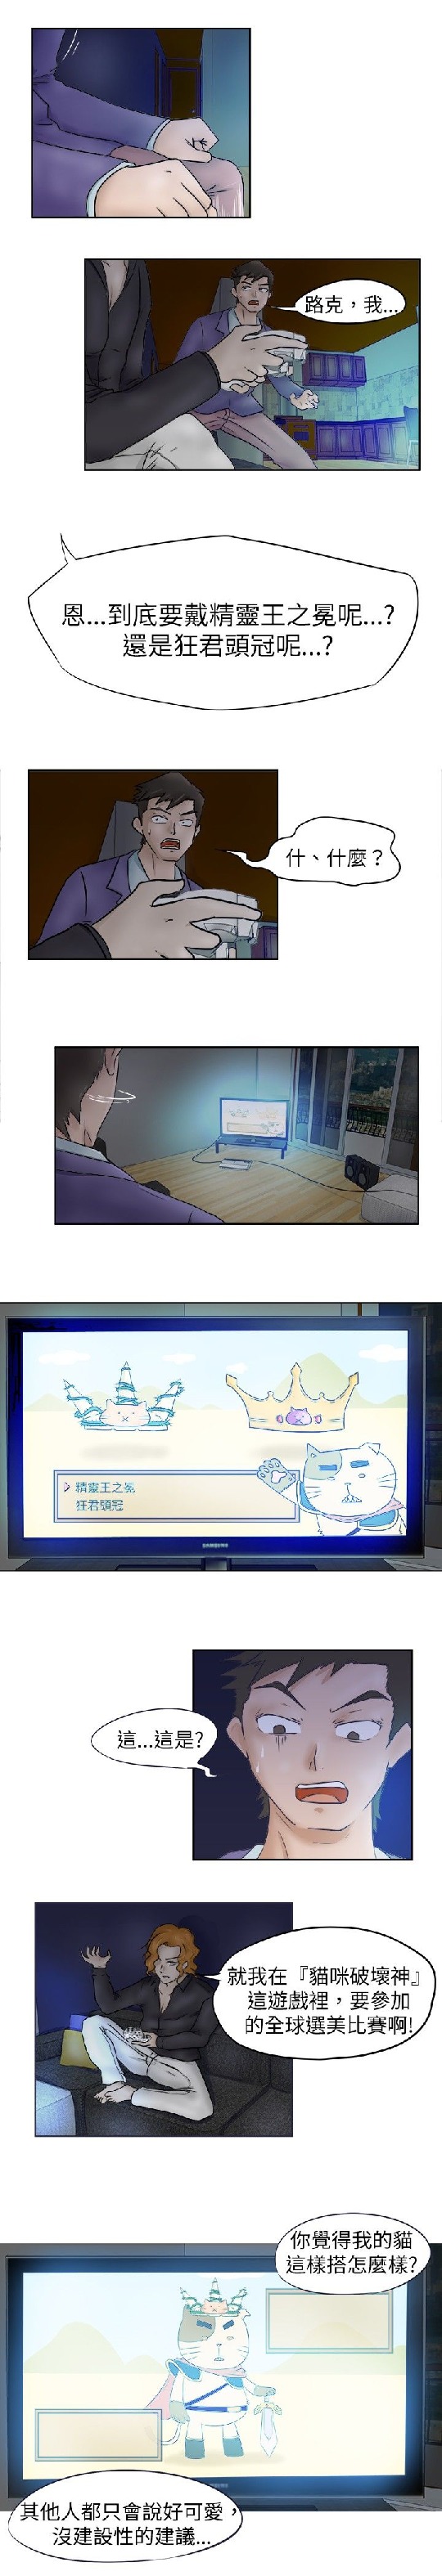 路克，我...
恩...到底要戴精靈王之冕呢...?
還是狂君頭冠呢...?
什、什麼？
精靈王之冕
狂君頭冠
SAMSUNG
這...這是?
就我在『貓咪破壞神』
這遊戲裡，要參加
的全球選美比賽啊!
你覺得我的貓
這樣搭怎麼樣?
SAMSUNG
其他人都只會說好可愛，
沒建設性的建議...